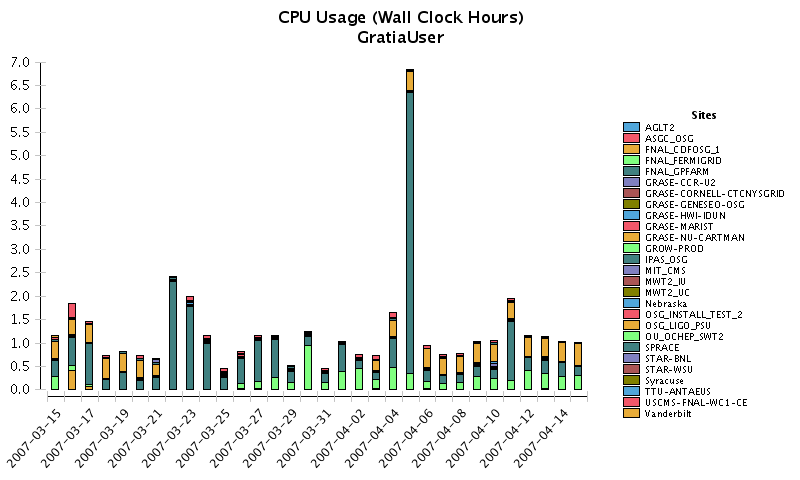 CPU Usage (Wall Clock Hours)
GratiaUser
7.0
6.5
6.0
5.5
5.0
4.5
4.0
3.5
3.0
2.5
2.0
1.5
1.0
0.5
0.0
2007-03-15
2007-03-17
2007-03-19
2007-03-21
2007-03-23
2007-03-25
2007-03-27
2007-03-29
2007-03-31
2007-04-02
2007-04-04
2007-04-06
2007-04-08
2007-04-10
2007-04-12
2007-04-14
Sites
AGLT2
ASGC_OSG
FNAL_CDFOSG_1
FNAL_FERMIGRID
FNAL_GPFARM
GRASE-CCR-U2
GRASE-CORNELL-CTCNYSGRID
GRASE-GENESEO-OSG
GRASE-HWI-IDUN
GRASE-MARIST
GRASE-NU-CARTMAN
GROW-PROD
IPAS_OSG
MIT_CMS
MWT2_IU
MWT2_UC
Nebraska
OSG_INSTALL_TEST_2
OSG_LIGO_PSU
OU_OCHEP_SWT2
SPRACE
STAR-BNL
STAR-WSU
Syracuse
TTU-ANTAEUS
USCMS-FNAL-WC1-CE
Vanderbilt